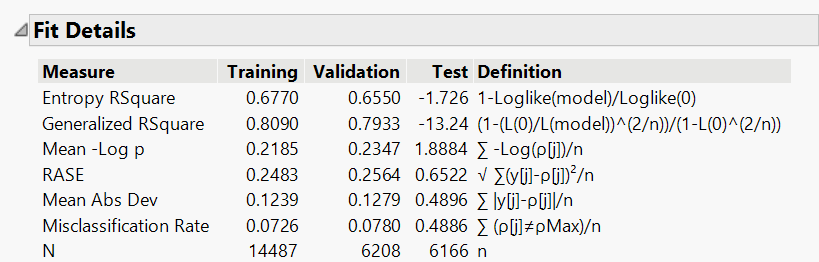 Fit Details
Measure Training Validation Test Definition
Entropy RSquare 0.6770 0.6550 -1.726 1-Loglike(model)/Loglike(0)
Generalized RSquare 0.8090 0.7933 -13.24 (1-(L(0)/L(model))^(2/n))/(1-L(0)^(2/n))
Mean -Log p 0.2185 0.2347 1.8884 ∑ -Log(ρ[j])/n
RASE 0.2483 0.2564 0.6522 √ ∑(y[j]-ρ[j])²/n
Mean Abs Dev 0.1239 0.1279 0.4896 ∑ |y[j]-ρ[j]|/n
Misclassification Rate 0.0726 0.0780 0.4886 ∑ (ρ[j]≠ρMax)/n
N 14487 6208 6166 n